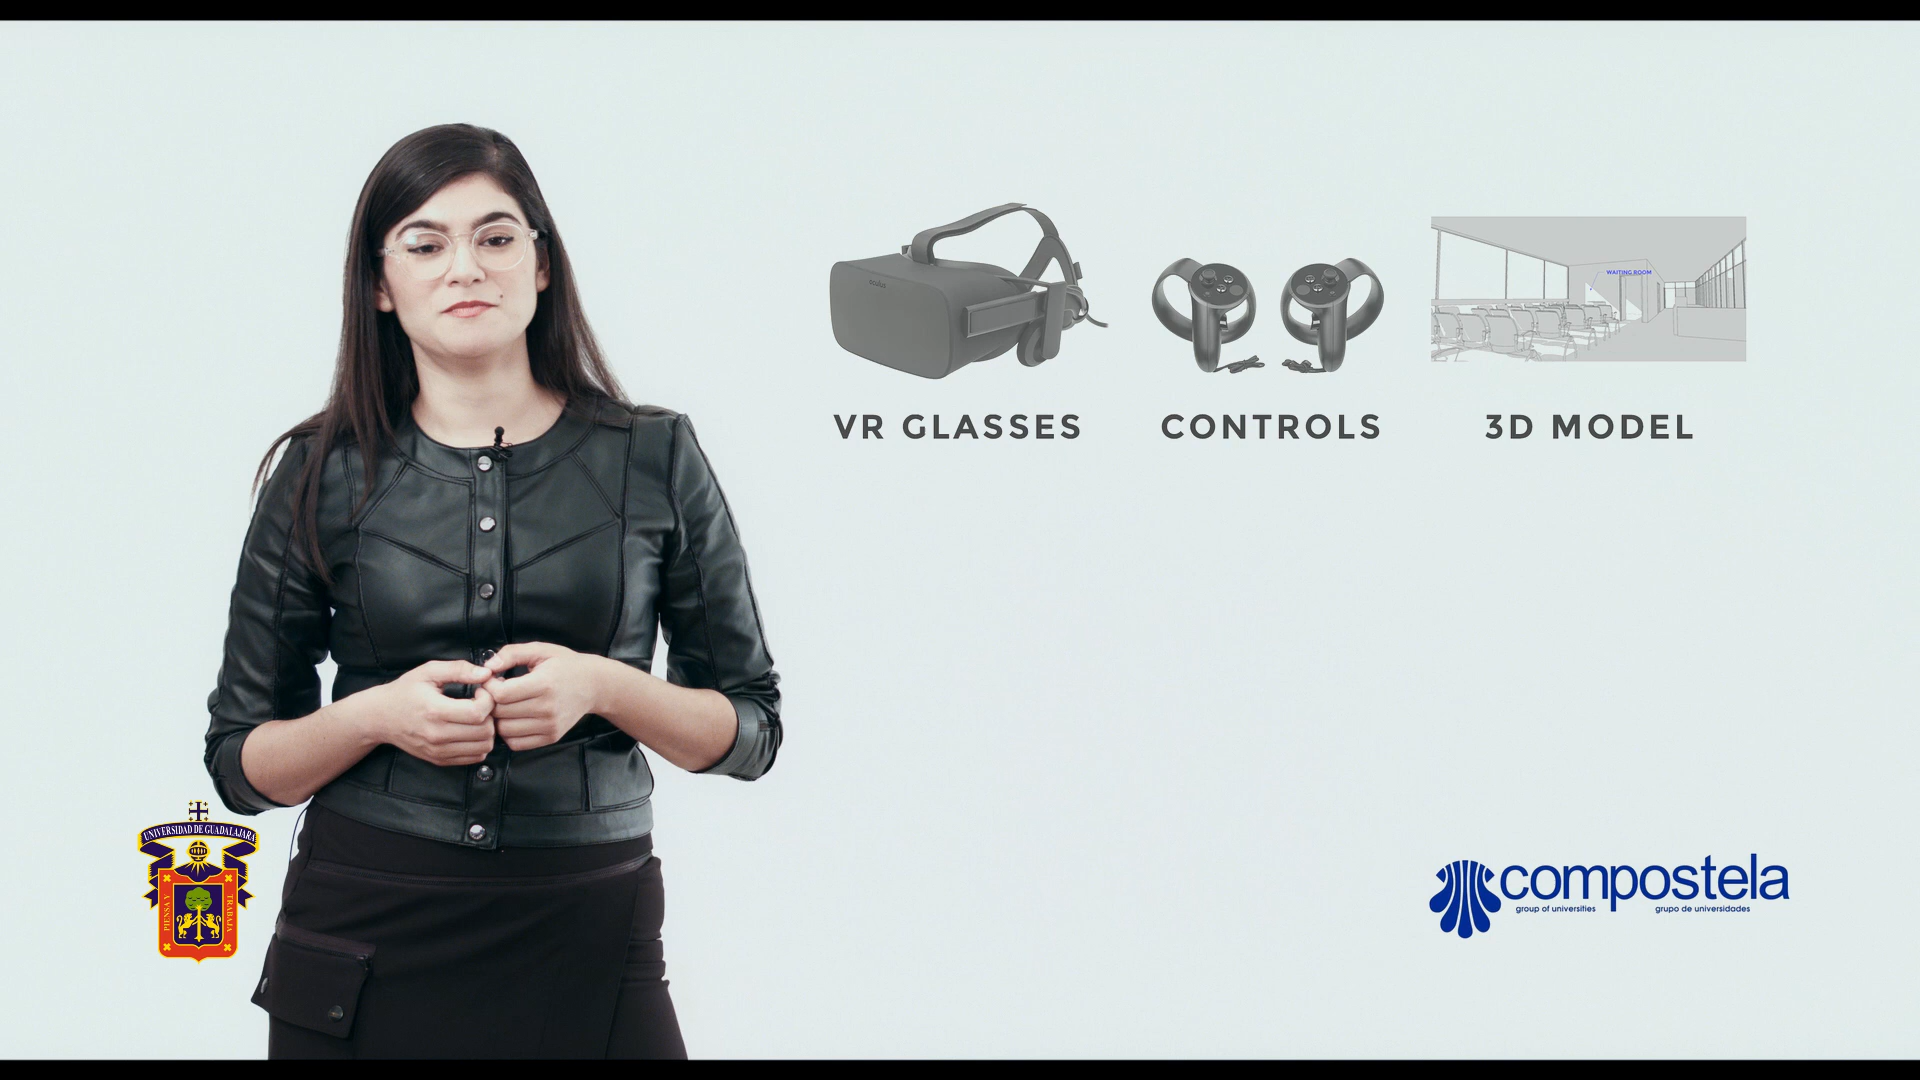 oculus
WAITING ROOM
VR GLASSES
CONTROLS
3D MODEL
UNIVERSIDAD DE GUADALAJARA
PIENSA Y
TRABAJA
compostela
group of universities
grupo de universidades